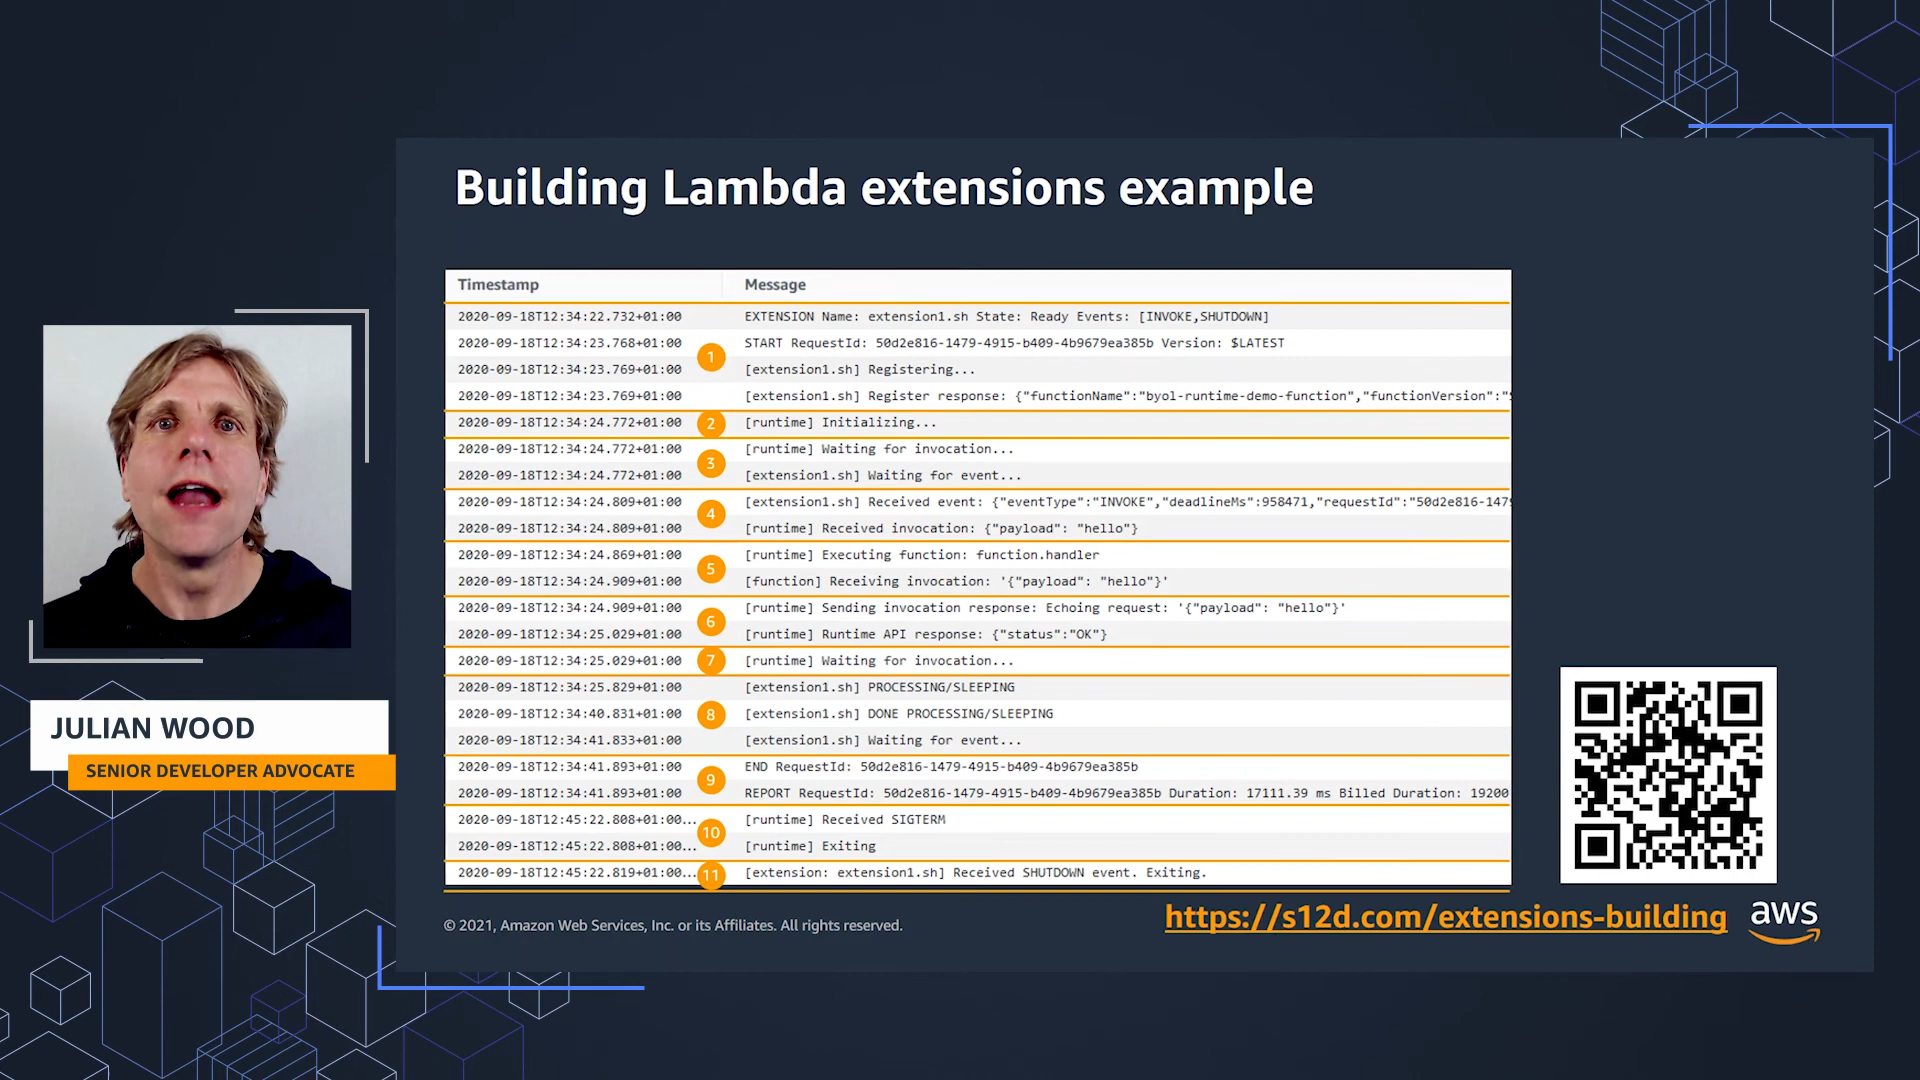 Building Lambda extensions example
Timestamp Message
2020-09-18T12:34:22.732+01:00 EXTENSION Name: extension1.sh State: Ready Events: [INVOKE,SHUTDOWN]
2020-09-18T12:34:23.768+01:00 START RequestId: 50d2e816-1479-4915-b409-4b9679ea385b Version: $LATEST
1
2020-09-18T12:34:23.769+01:00 [extension1.sh] Registering...
2020-09-18T12:34:23.769+01:00 [extension1.sh] Register response: {"functionName":"byol-runtime-demo-function","functionVersion":"
2020-09-18T12:34:24.772+01:00 2 [runtime] Initializing...
2020-09-18T12:34:24.772+01:00 [runtime] Waiting for invocation...
3
2020-09-18T12:34:24.772+01:00 [extension1.sh] Waiting for event...
2020-09-18T12:34:24.809+01:00 [extension1.sh] Received event: {"eventType":"INVOKE","deadlineMs":958471,"requestId":"50d2e816-147
4
2020-09-18T12:34:24.809+01:00 [runtime] Received invocation: {"payload": "hello"}
2020-09-18T12:34:24.869+01:00 [runtime] Executing function: function.handler
5
2020-09-18T12:34:24.909+01:00 [function] Receiving invocation: '{"payload": "hello"}'
2020-09-18T12:34:24.909+01:00 [runtime] Sending invocation response: Echoing request: '{"payload": "hello"}'
6
2020-09-18T12:34:25.029+01:00 [runtime] Runtime API response: {"status":"OK"}
2020-09-18T12:34:25.029+01:00 7 [runtime] Waiting for invocation...
2020-09-18T12:34:25.829+01:00 [extension1.sh] PROCESSING/SLEEPING
2020-09-18T12:34:40.831+01:00 8 [extension1.sh] DONE PROCESSING/SLEEPING
2020-09-18T12:34:41.833+01:00 [extension1.sh] Waiting for event...
2020-09-18T12:34:41.893+01:00 END RequestId: 50d2e816-1479-4915-b409-4b9679ea385b
9
2020-09-18T12:34:41.893+01:00 REPORT RequestId: 50d2e816-1479-4915-b409-4b9679ea385b Duration: 17111.39 ms Billed Duration: 19200
2020-09-18T12:45:22.808+01:00... [runtime] Received SIGTERM
10
2020-09-18T12:45:22.808+01:00... [runtime] Exiting
2020-09-18T12:45:22.819+01:00... 11 [extension: extension1.sh] Received SHUTDOWN event. Exiting.
JULIAN WOOD
SENIOR DEVELOPER ADVOCATE
© 2021, Amazon Web Services, Inc. or its Affiliates. All rights reserved.
https://s12d.com/extensions-building
aws